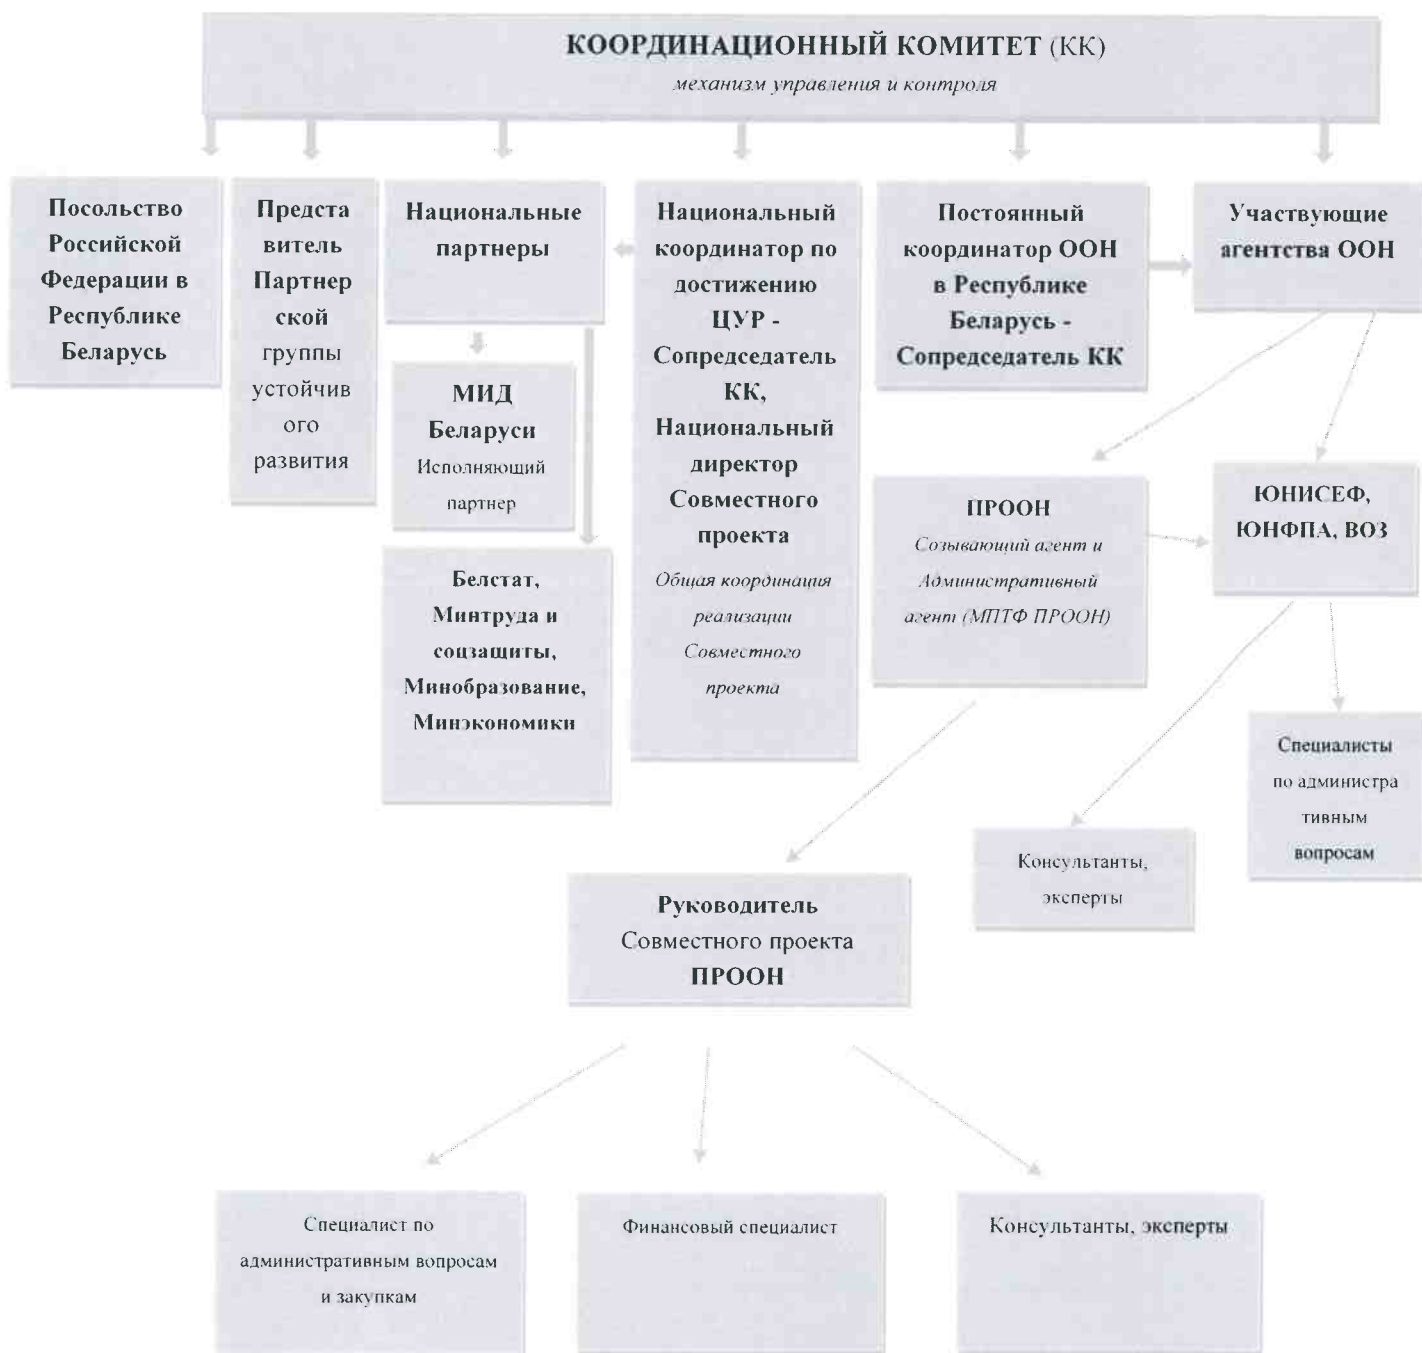 КООРДИНАЦИОННЫЙ КОМИТЕТ (КК)
механизм управления и контроля
Посольство
Российской
Федерации в
Республике
Беларусь
Предста
витель
Партнер
ской
группы
устойчив
ого
развития
Национальные
партнеры
МИД
Беларуси
Исполняющий
партнер
Белстат,
Минтруда и
соцзащиты,
Минобразование,
Минэкономики
Национальный
координатор по
достижению
ЦУР -
Сопредседатель
КК,
Национальный
директор
Совместного
проекта
Общая координация
реализации
Совместного
проекта
Постоянный
координатор ООН
в Республике
Беларусь -
Сопредседатель КК
Участвующие
агентства ООН
ПРООН
Созывающий агент и
Административный
агент (МПТФ ПРООН)
ЮНИСЕФ,
ЮНФПА, ВОЗ
Специалисты
по администра
тивным
вопросам
Консультанты,
эксперты
Руководитель
Совместного проекта
ПРООН
Специалист по
административным вопросам
и закупкам
Финансовый специалист
Консультанты, эксперты